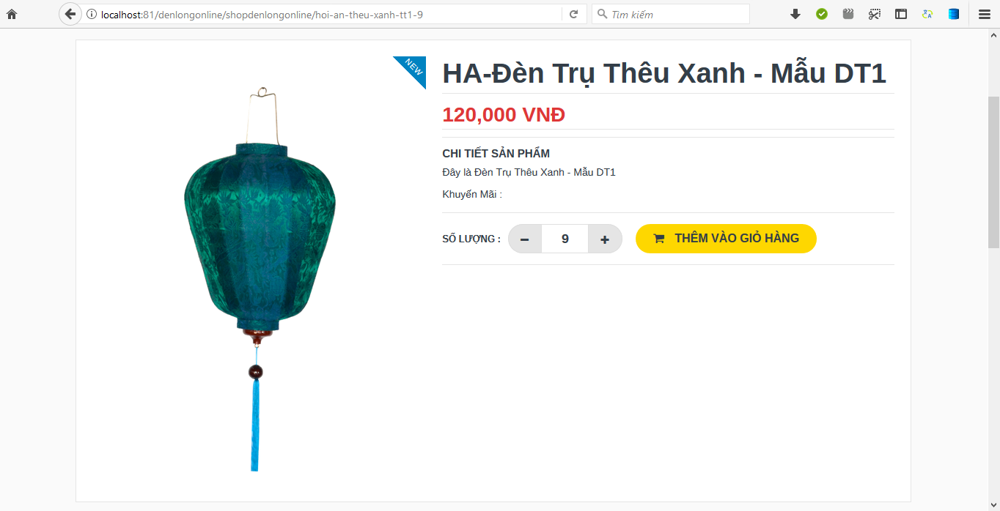 localhost:81/denlongonline/shopdenlongonline/hoi-an-theu-xanh-tt1-9
Tìm kiếm
NEW
HA-Đèn Trụ Thêu Xanh - Mẫu DT1
120,000 VNĐ
CHI TIẾT SẢN PHẨM
Đây là Đèn Trụ Thêu Xanh - Mẫu DT1
Khuyến Mãi :
SỐ LƯỢNG : − 9 + THÊM VÀO GIỎ HÀNG